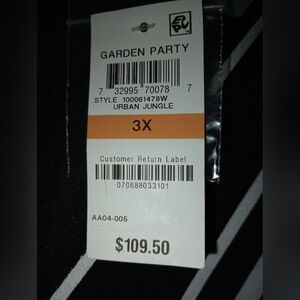 GARDEN PARTY
7 32995 70078 7
STYLE 100061478W
URBAN JUNGLE
3X
Customer Return Label
070688033101
AA04-005
$109.50